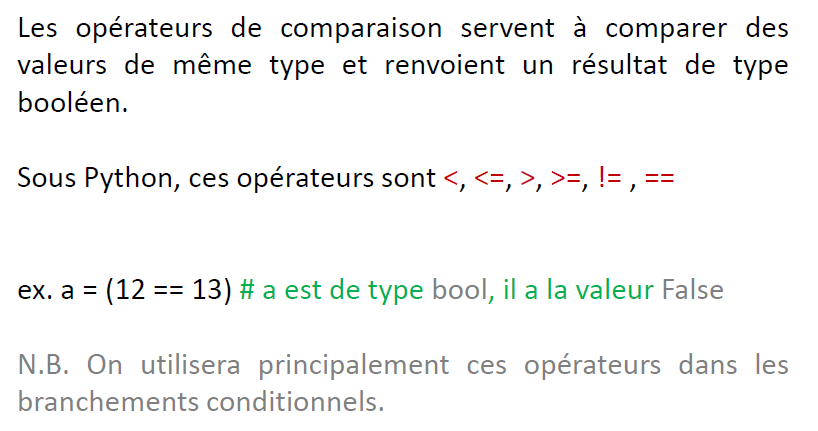 Les opérateurs de comparaison servent à comparer des
valeurs de même type et renvoient un résultat de type
booléen.
Sous Python, ces opérateurs sont <, <=, >, >=, != , ==
ex. a = (12 == 13) # a est de type bool, il a la valeur False
N.B. On utilisera principalement ces opérateurs dans les
branchements conditionnels.